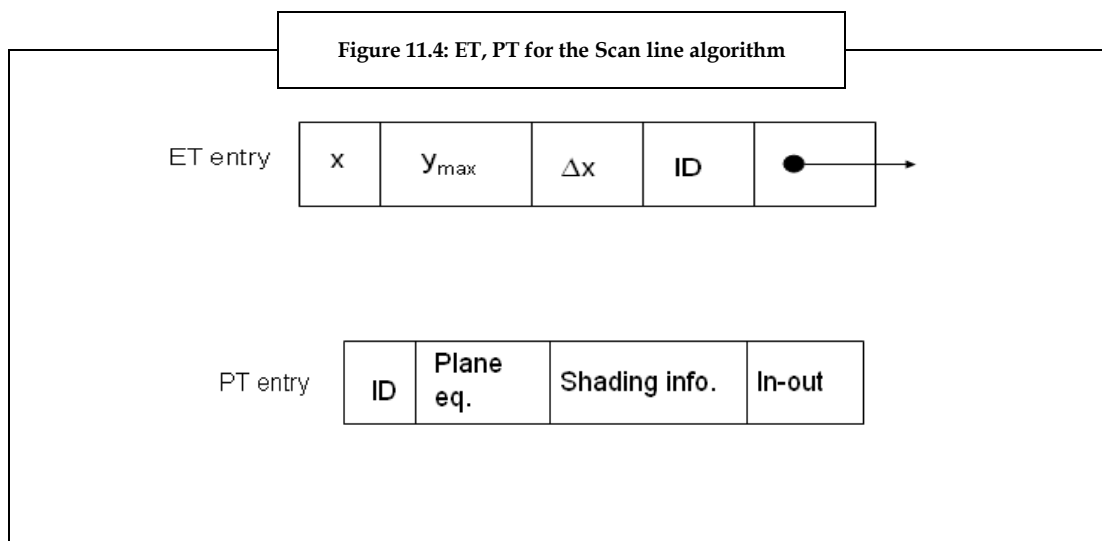 Figure 11.4: ET, PT for the Scan line algorithm
ET entry x ymax Δx ID
PT entry ID Plane eq. Shading info. In-out